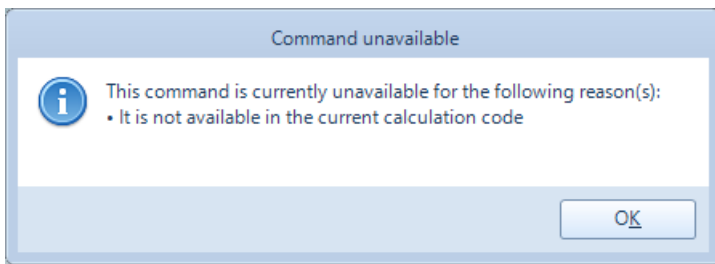 Command unavailable
This command is currently unavailable for the following reason(s):
• It is not available in the current calculation code
OK